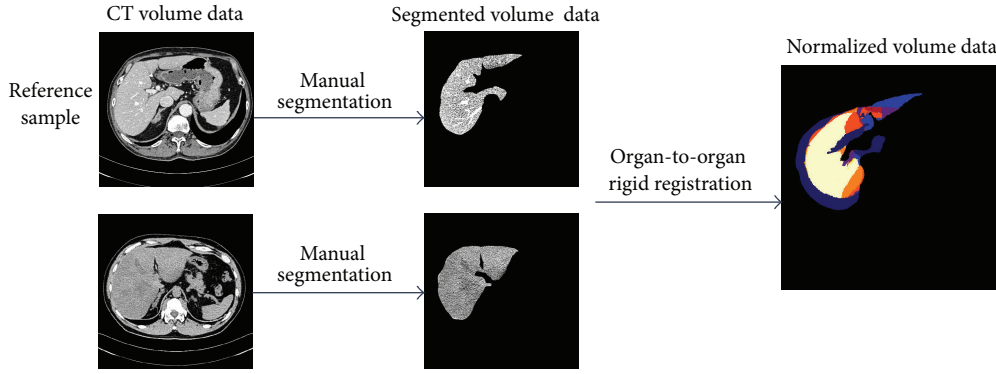 CT volume data
Segmented volume data
Normalized volume data
Reference
sample
Manual
segmentation
Organ-to-organ
rigid registration
Manual
segmentation